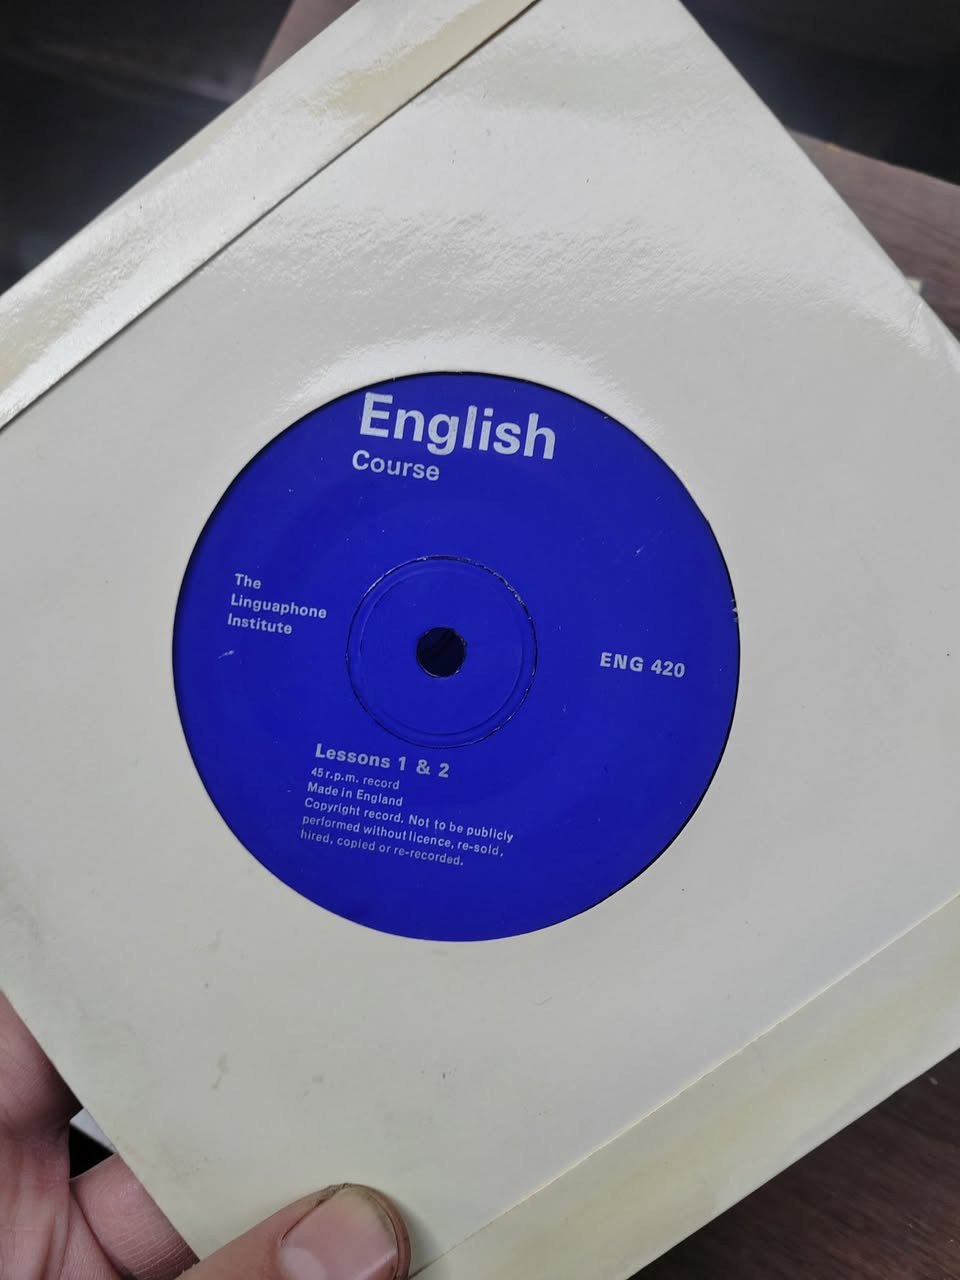 English
Course
The
Linguaphone
Institute
ENG 420
Lessons 1 & 2
45 r.p.m. record
Made in England
Copyright record. Not to be publicly
performed without licence, re-sold,
hired, copied or re-recorded.